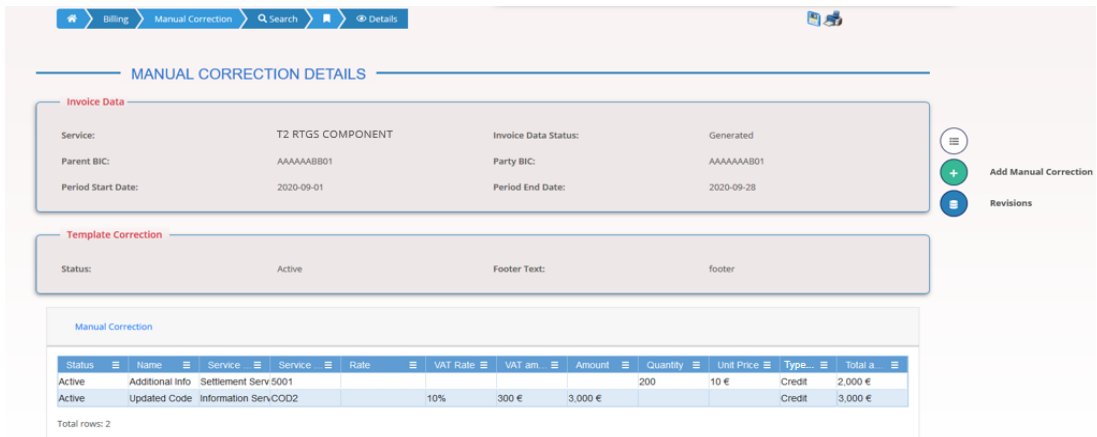 Billing Manual Correction Search Details
MANUAL CORRECTION DETAILS
Invoice Data
Service: T2 RTGS COMPONENT Invoice Data Status: Generated
Parent BIC: AAAAAABB01 Party BIC: AAAAAAAB01
Period Start Date: 2020-09-01 Period End Date: 2020-09-28
Add Manual Correction
Revisions
Template Correction
Status: Active Footer Text: footer
Manual Correction
Status Name Service ... Service ... Rate VAT Rate VAT am... Amount Quantity Unit Price Type... Total a...
Active Additional Info Settlement Serv 5001 200 10 € Credit 2,000 €
Active Updated Code Information Serv COD2 10% 300 € 3,000 € Credit 3,000 €
Total rows: 2